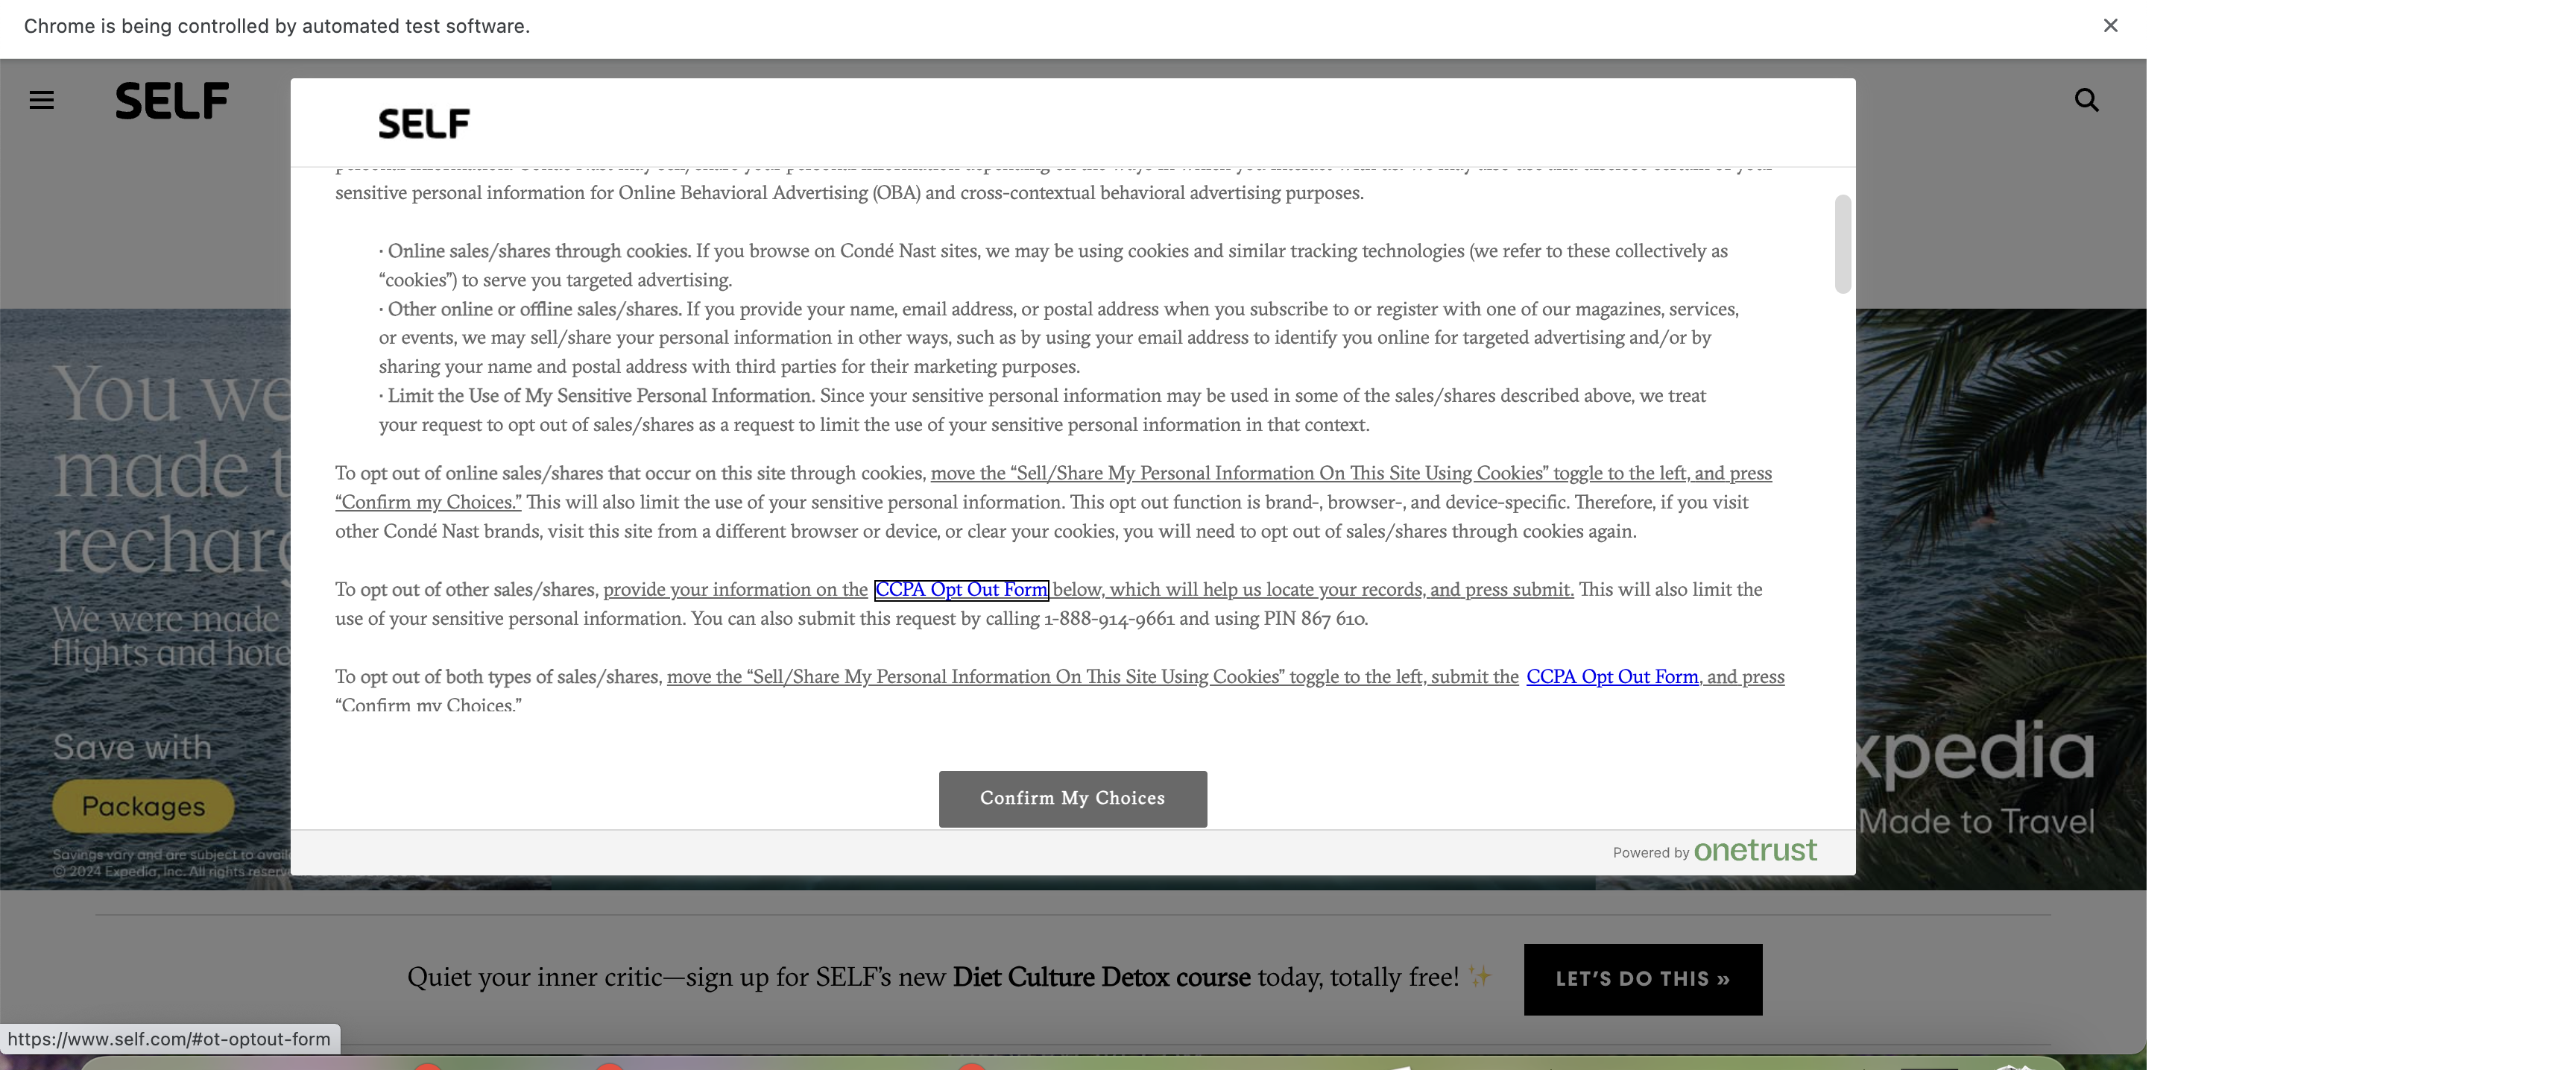 Chrome is being controlled by automated test software.
SELF
SELF
sensitive personal information for Online Behavioral Advertising (OBA) and cross-contextual behavioral advertising purposes.
· Online sales/shares through cookies. If you browse on Condé Nast sites, we may be using cookies and similar tracking technologies (we refer to these collectively as
“cookies”) to serve you targeted advertising.
· Other online or offline sales/shares. If you provide your name, email address, or postal address when you subscribe to or register with one of our magazines, services,
or events, we may sell/share your personal information in other ways, such as by using your email address to identify you online for targeted advertising and/or by
sharing your name and postal address with third parties for their marketing purposes.
· Limit the Use of My Sensitive Personal Information. Since your sensitive personal information may be used in some of the sales/shares described above, we treat
your request to opt out of sales/shares as a request to limit the use of your sensitive personal information in that context.
To opt out of online sales/shares that occur on this site through cookies, move the “Sell/Share My Personal Information On This Site Using Cookies” toggle to the left, and press
“Confirm my Choices.” This will also limit the use of your sensitive personal information. This opt out function is brand-, browser-, and device-specific. Therefore, if you visit
other Condé Nast brands, visit this site from a different browser or device, or clear your cookies, you will need to opt out of sales/shares through cookies again.
To opt out of other sales/shares, provide your information on the CCPA Opt Out Form below, which will help us locate your records, and press submit. This will also limit the
use of your sensitive personal information. You can also submit this request by calling 1-888-914-9661 and using PIN 867 610.
To opt out of both types of sales/shares, move the “Sell/Share My Personal Information On This Site Using Cookies” toggle to the left, submit the CCPA Opt Out Form, and press
“Confirm my Choices.”
Confirm My Choices
Powered by onetrust
You we
made t
recharg
We were made
flights and hote
Save with
Packages
Savings vary and are subject to availa
© 2024 Expedia, Inc. All rights reserv
xpedia
Made to Travel
Quiet your inner critic—sign up for SELF’s new Diet Culture Detox course today, totally free! ✨
LET’S DO THIS »
https://www.self.com/#ot-optout-form